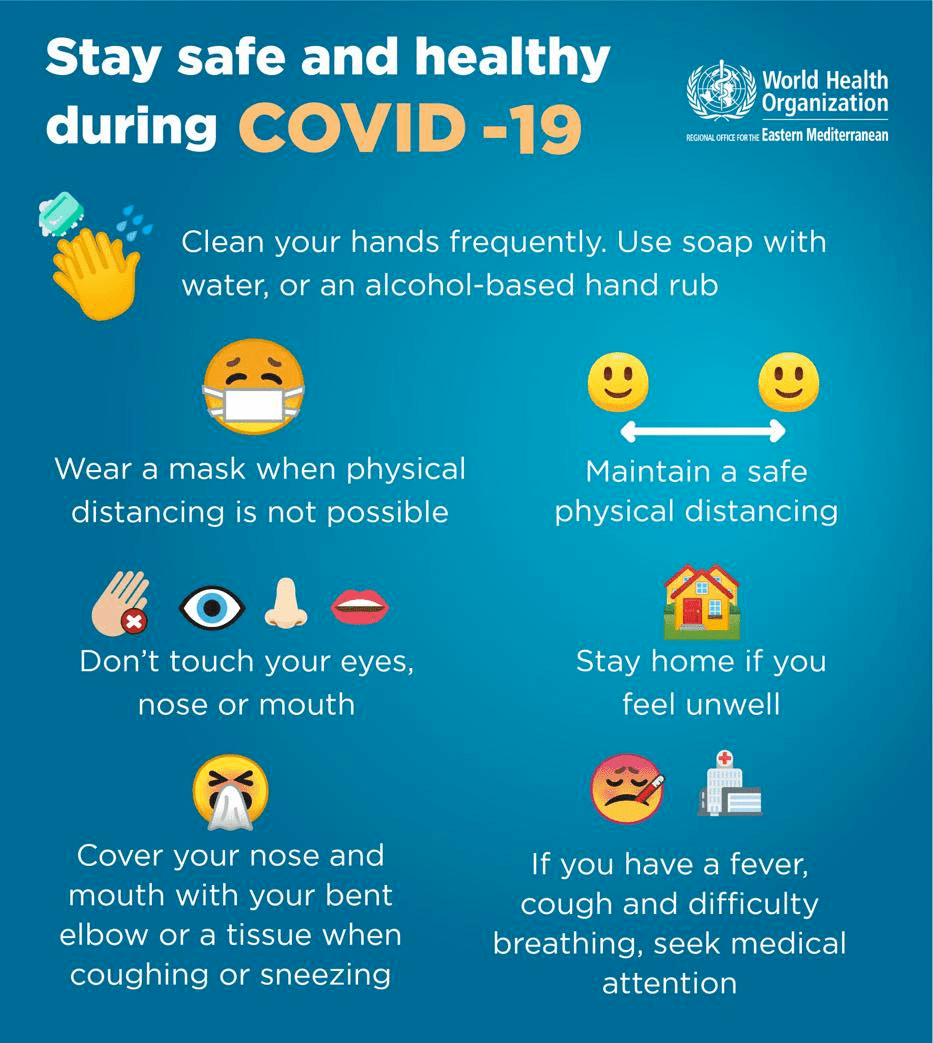 Stay safe and healthy
during COVID -19
World Health
Organization
REGIONAL OFFICE FOR THE Eastern Mediterranean
Clean your hands frequently. Use soap with
water, or an alcohol-based hand rub
Wear a mask when physical
distancing is not possible
Maintain a safe
physical distancing
Don't touch your eyes,
nose or mouth
Stay home if you
feel unwell
Cover your nose and
mouth with your bent
elbow or a tissue when
coughing or sneezing
If you have a fever,
cough and difficulty
breathing, seek medical
attention